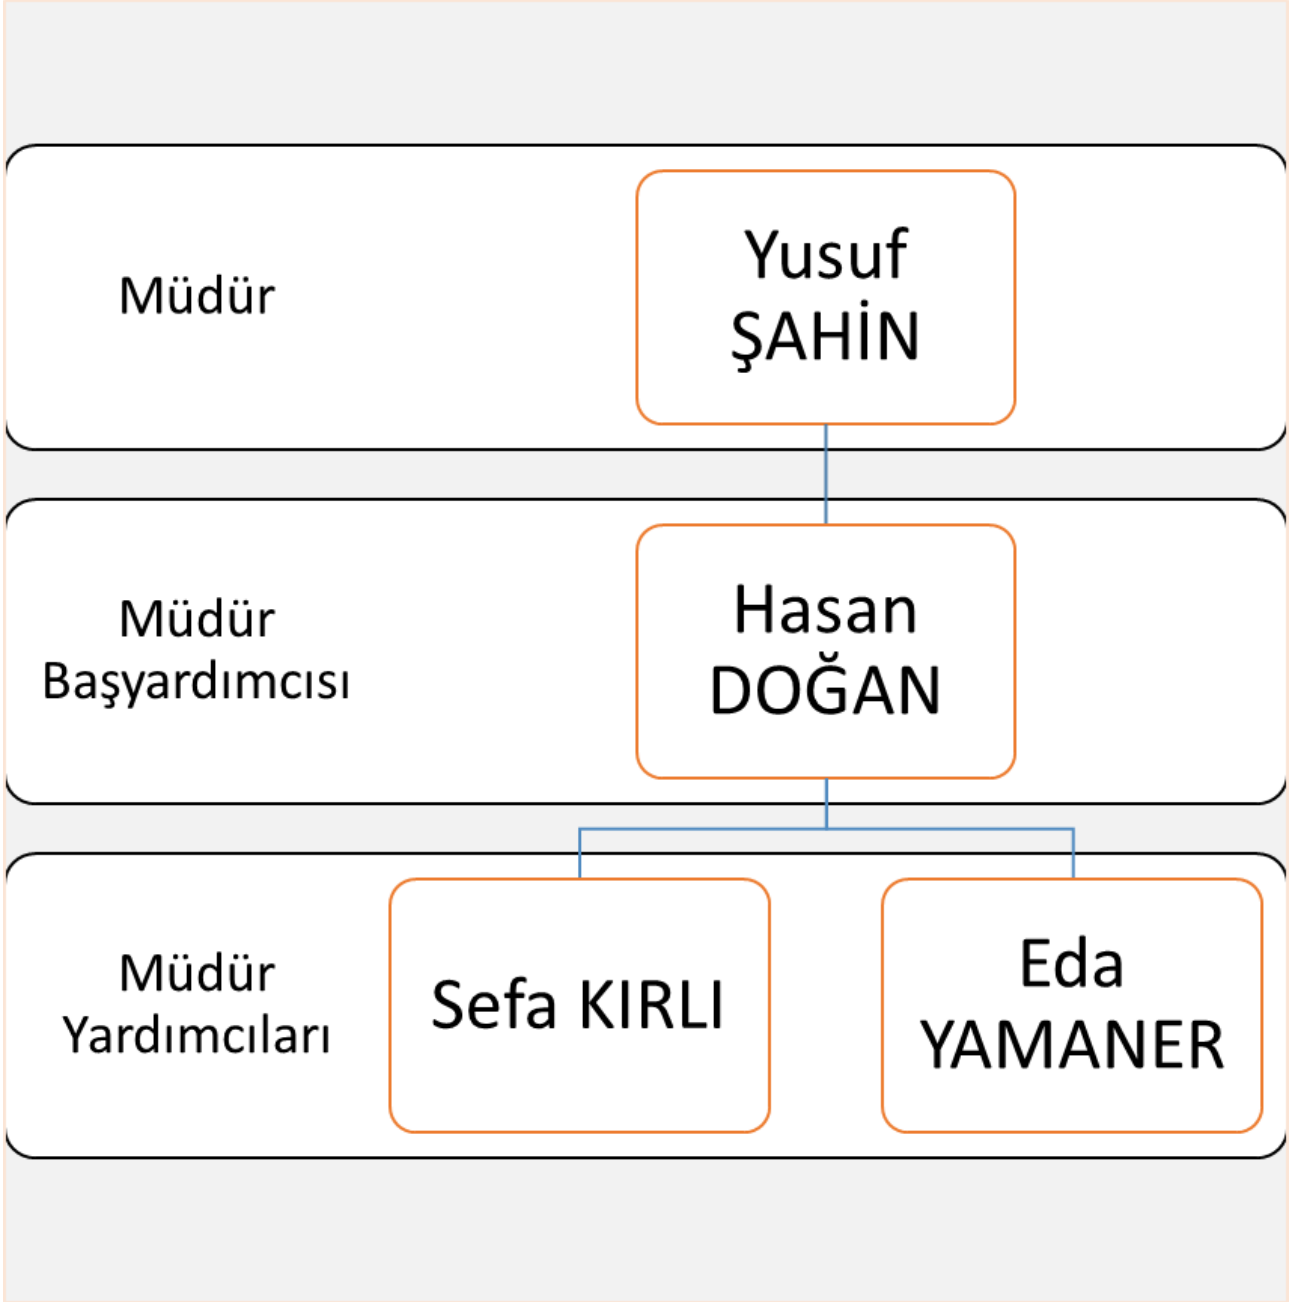 Müdür
Yusuf
ŞAHİN
Müdür
Başyardımcısı
Hasan
DOĞAN
Müdür
Yardımcıları
Sefa KIRLI
Eda
YAMANER